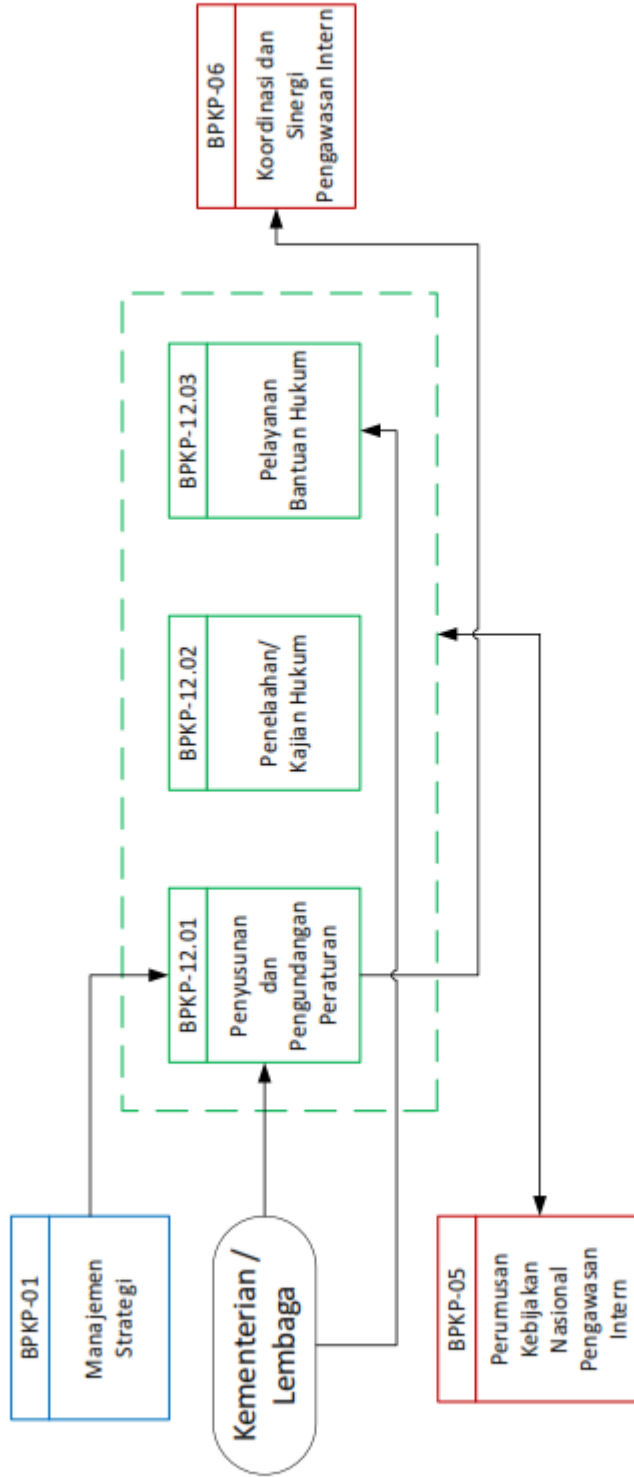 BPKP-01
Manajemen
Strategi
Kementerian /
Lembaga
BPKP-05
Perumusan
Kebijakan
Nasional
Pengawasan
Intern
BPKP-12.01
Penyusunan
dan
Pengundangan
Peraturan
BPKP-12.02
Penelaahan/
Kajian Hukum
BPKP-12.03
Pelayanan
Bantuan Hukum
BPKP-06
Koordinasi dan
Sinergi
Pengawasan Intern